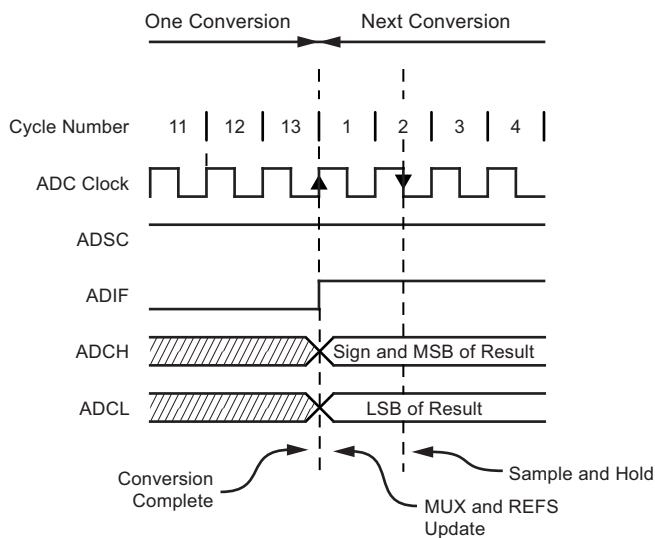 One Conversion Next Conversion
Cycle Number 11 12 13 1 2 3 4
ADC Clock
ADSC
ADIF
ADCH Sign and MSB of Result
ADCL LSB of Result
Conversion
Complete
MUX and REFS
Update
Sample and Hold